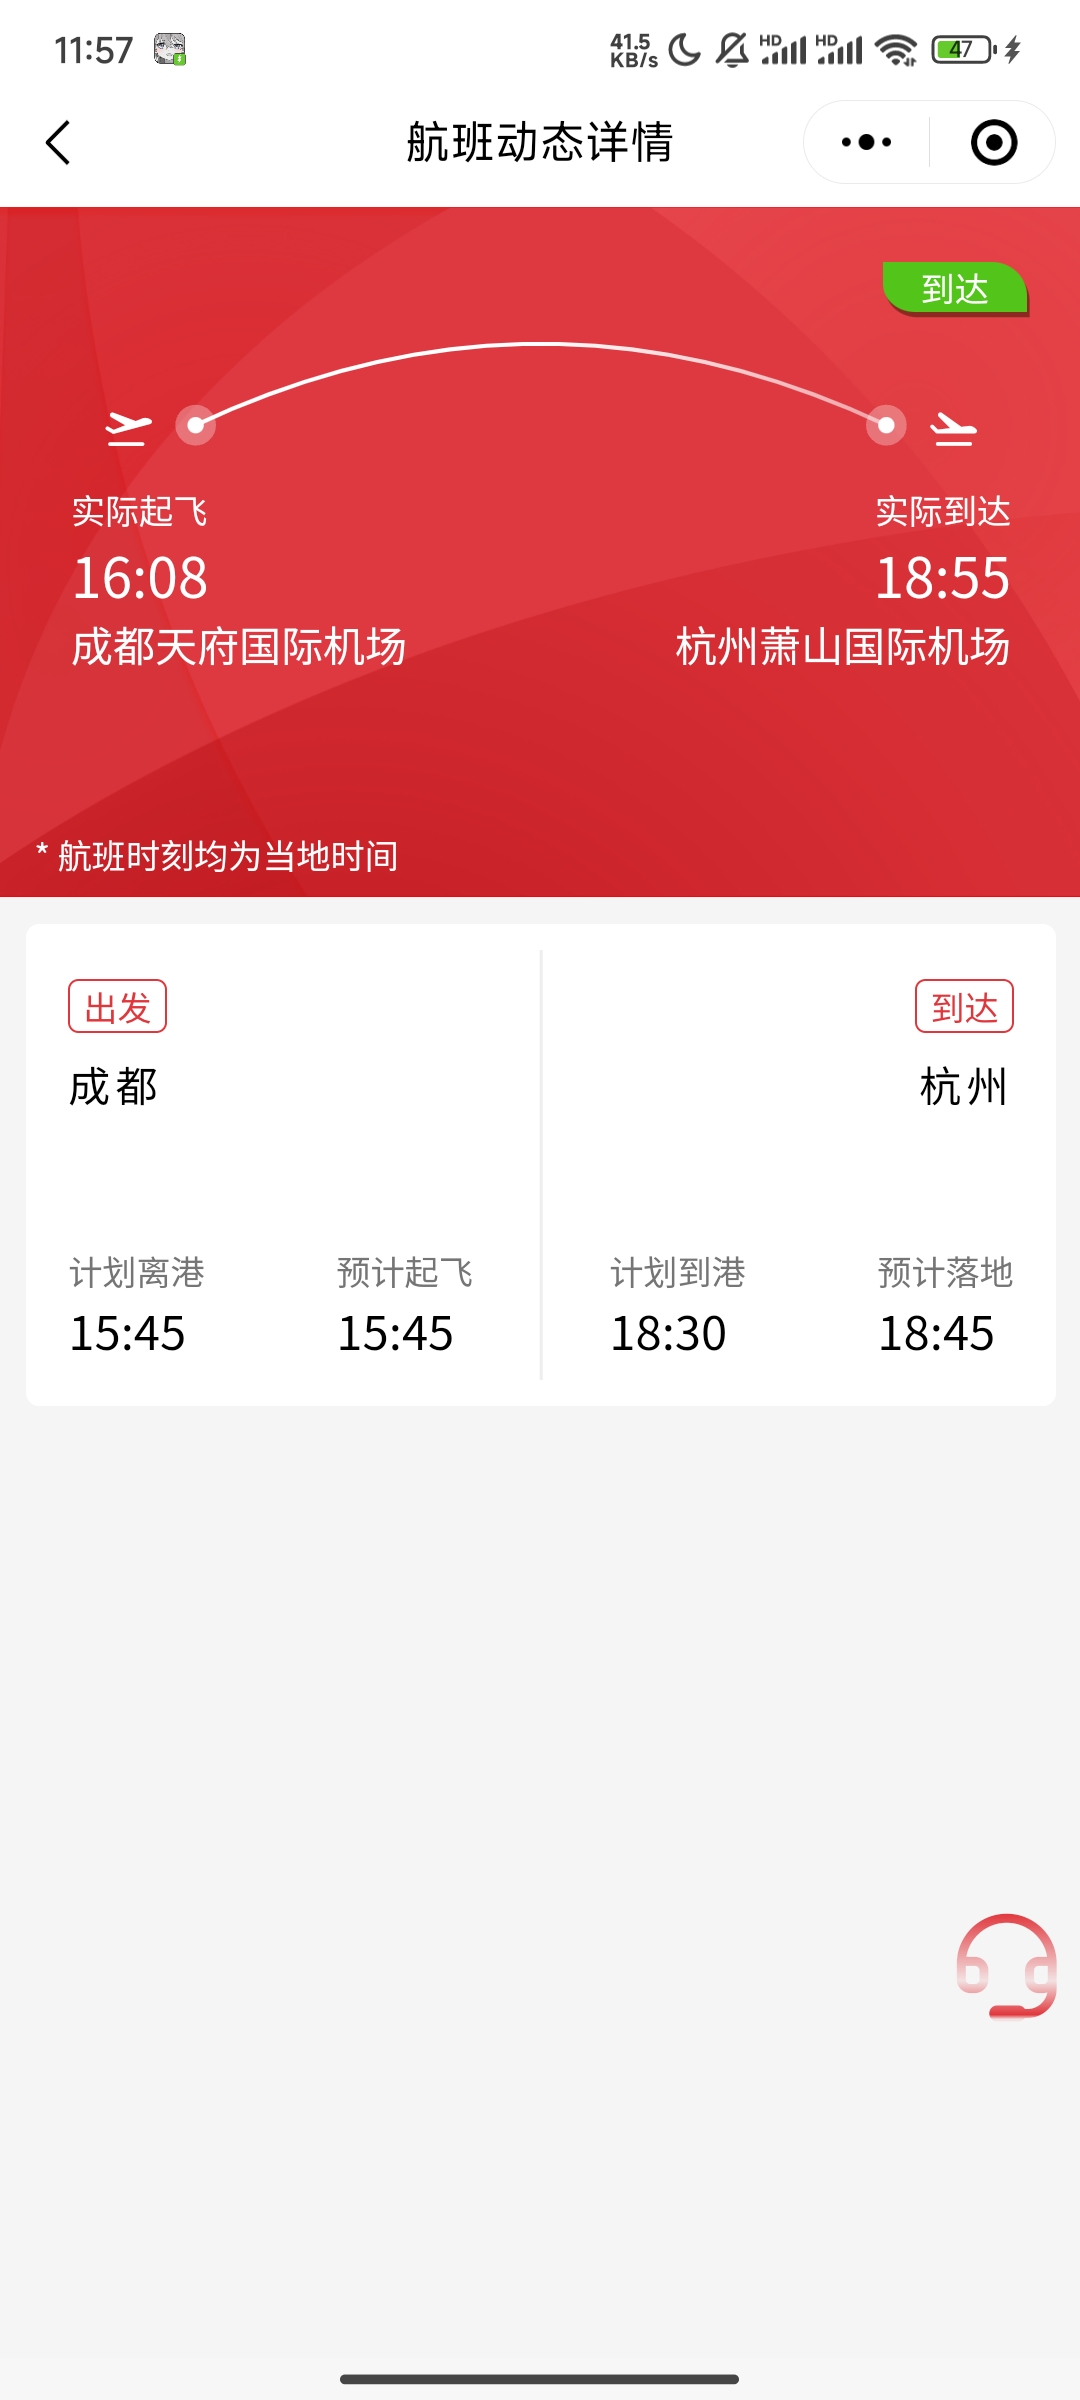 11:57
41.5
KB/s
HD
HD
47
航班动态详情
到达
实际起飞
实际到达
16:08
18:55
成都天府国际机场
杭州萧山国际机场
* 航班时刻均为当地时间
出发
到达
成都
杭州
计划离港
预计起飞
计划到港
预计落地
15:45
15:45
18:30
18:45